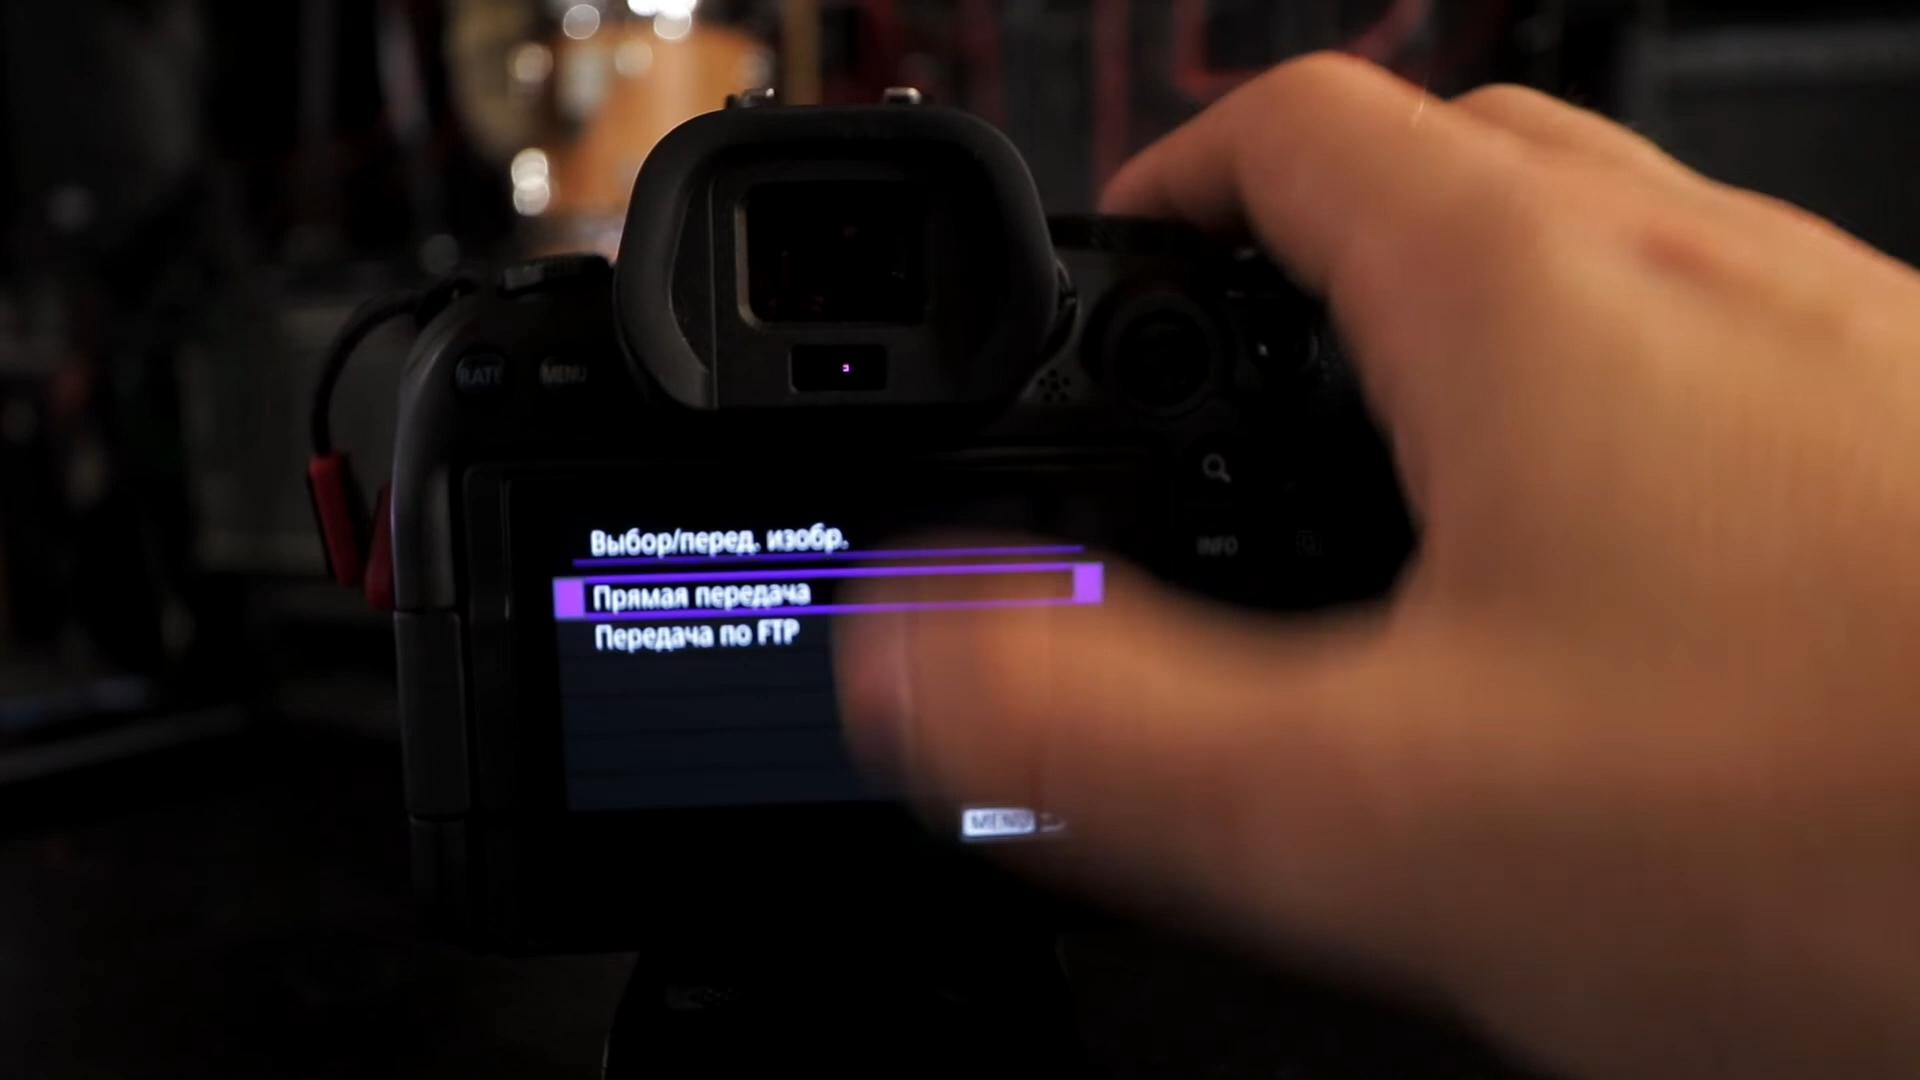 RATE MENU
Выбор/перед. изобр.
Прямая передача
Передача по FTP
INFO
MENU